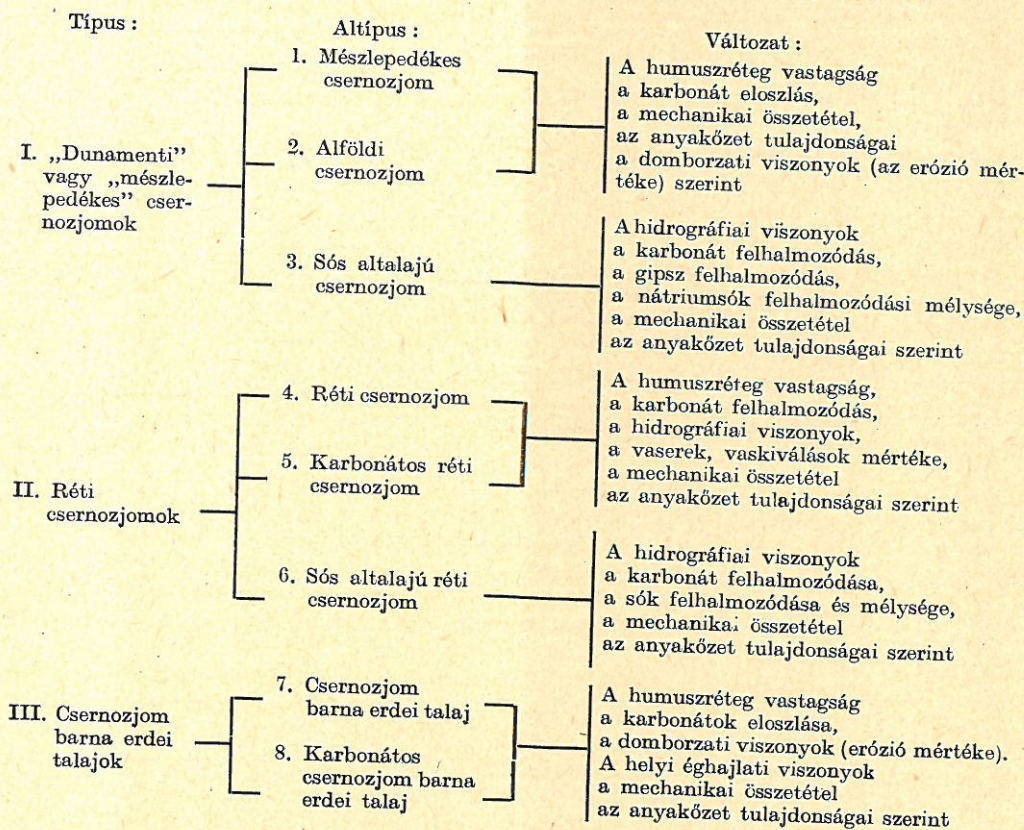 Típus :
Altípus :
Változat :
I. „Dunamenti”
vagy „mészle-
pedékes” cser-
nozjomok
1. Mészlepedékes
csernozjom
2. Alföldi
csernozjom
A humuszréteg vastagság
a karbonát eloszlás,
a mechanikai összetétel,
az anyakőzet tulajdonságai
a domborzati viszonyok (az erózió mér-
téke) szerint
3. Sós altalajú
csernozjom
A hidrográfiai viszonyok
a karbonát felhalmozódás,
a gipsz felhalmozódás,
a nátriumsók felhalmozódási mélysége,
a mechanikai összetétel
az anyakőzet tulajdonságai szerint
II. Réti
csernozjomok
4. Réti csernozjom
5. Karbonátos réti
csernozjom
A humuszréteg vastagság,
a karbonát felhalmozódás,
a hidrográfiai viszonyok,
a vaserek, vaskiválások mértéke,
a mechanikai összetétel
az anyakőzet tulajdonságai szerint
6. Sós altalajú réti
csernozjom
A hidrográfiai viszonyok
a karbonát felhalmozódása,
a sók felhalmozódása és mélysége,
a mechanikai összetétel
az anyakőzet tulajdonságai szerint
III. Csernozjom
barna erdei
talajok
7. Csernozjom
barna erdei talaj
8. Karbonátos
csernozjom barna
erdei talaj
A humuszréteg vastagság
a karbonátok eloszlása,
a domborzati viszonyok (erózió mértéke).
A helyi éghajlati viszonyok
a mechanikai összetétel
az anyakőzet tulajdonságai szerint